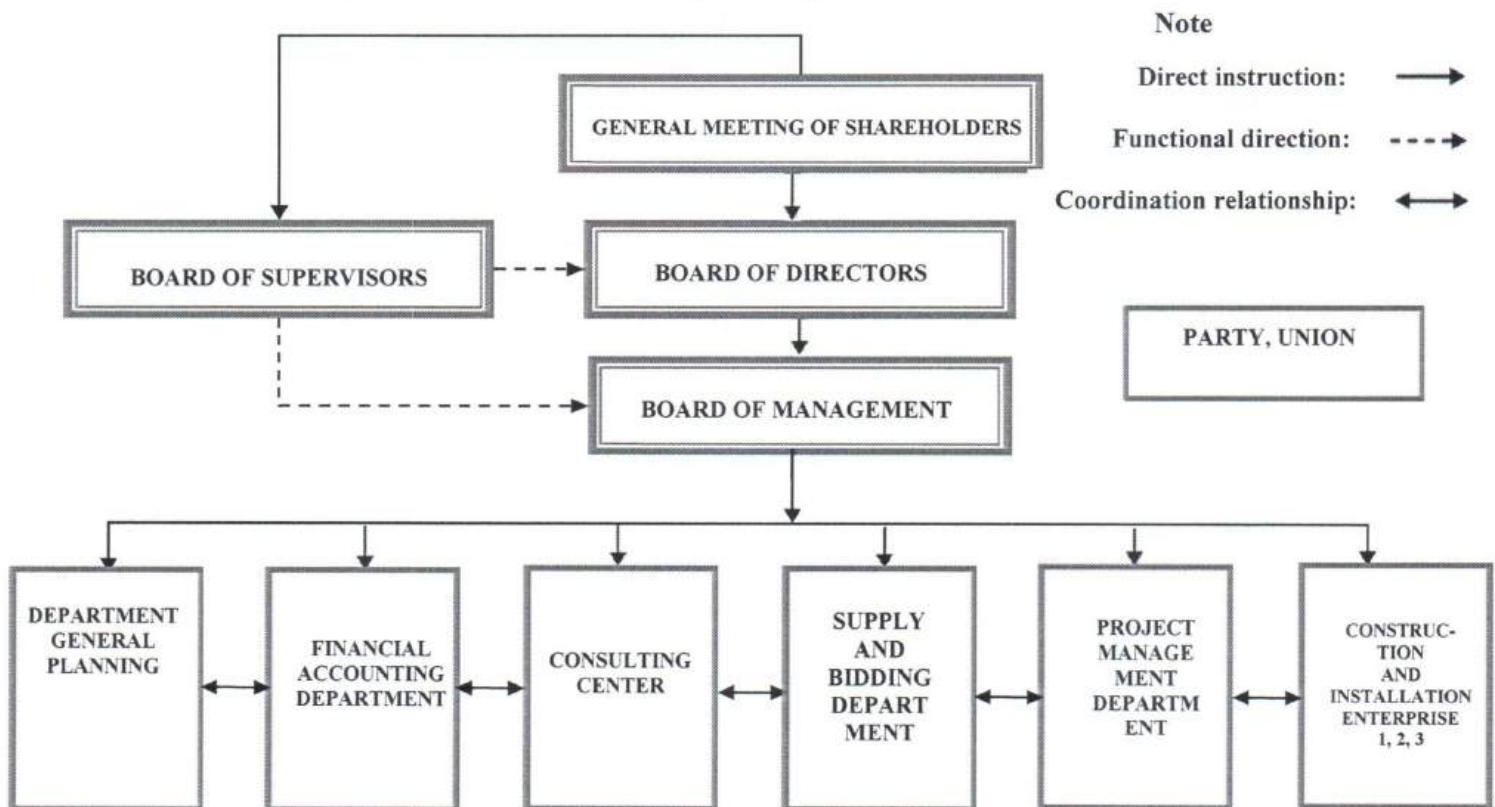 Note
Direct instruction:
Functional direction:
Coordination relationship:
GENERAL MEETING OF SHAREHOLDERS
BOARD OF SUPERVISORS
BOARD OF DIRECTORS
PARTY, UNION
BOARD OF MANAGEMENT
DEPARTMENT
GENERAL
PLANNING
FINANCIAL
ACCOUNTING
DEPARTMENT
CONSULTING
CENTER
SUPPLY
AND
BIDDING
DEPART
MENT
PROJECT
MANAGE
MENT
DEPARTM
ENT
CONSTRUC-
TION
AND
INSTALLATION
ENTERPRISE
1, 2, 3